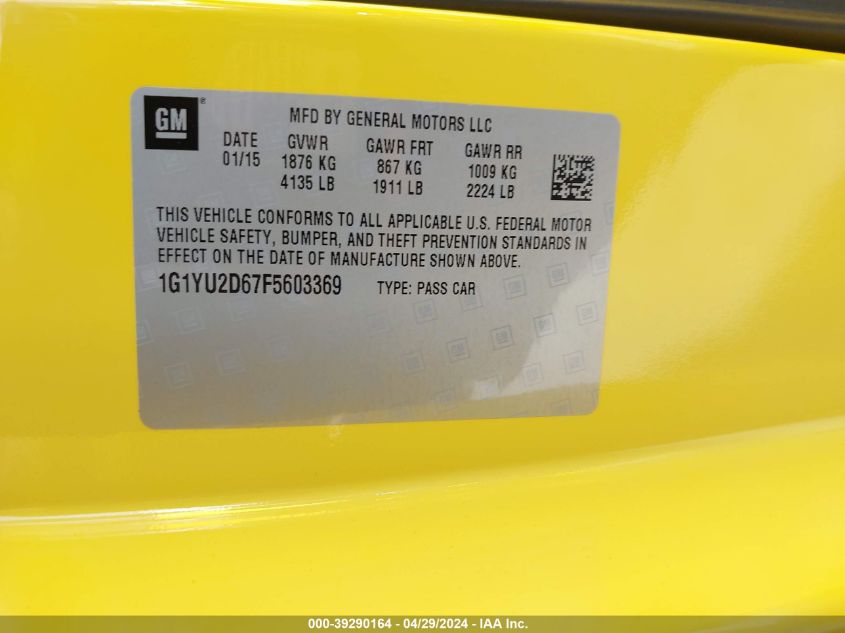 GM ®
MFD BY GENERAL MOTORS LLC
DATE GVWR GAWR FRT GAWR RR
01/15 1876 KG 867 KG 1009 KG
4135 LB 1911 LB 2224 LB
THIS VEHICLE CONFORMS TO ALL APPLICABLE U.S. FEDERAL MOTOR
VEHICLE SAFETY, BUMPER, AND THEFT PREVENTION STANDARDS IN
EFFECT ON THE DATE OF MANUFACTURE SHOWN ABOVE.
1G1YU2D67F5603369 TYPE: PASS CAR
000-39290164 - 04/29/2024 - IAA Inc.